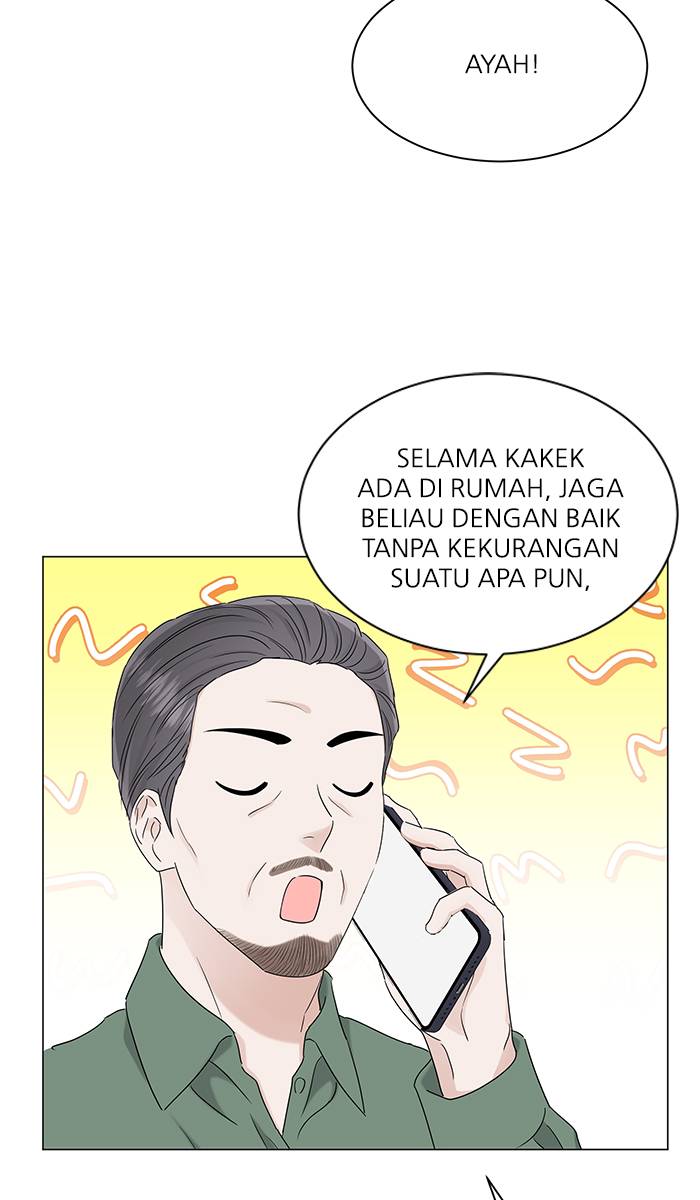 AYAH!
SELAMA KAKEK
ADA DI RUMAH, JAGA
BELIAU DENGAN BAIK
TANPA KEKURANGAN
SUATU APA PUN,